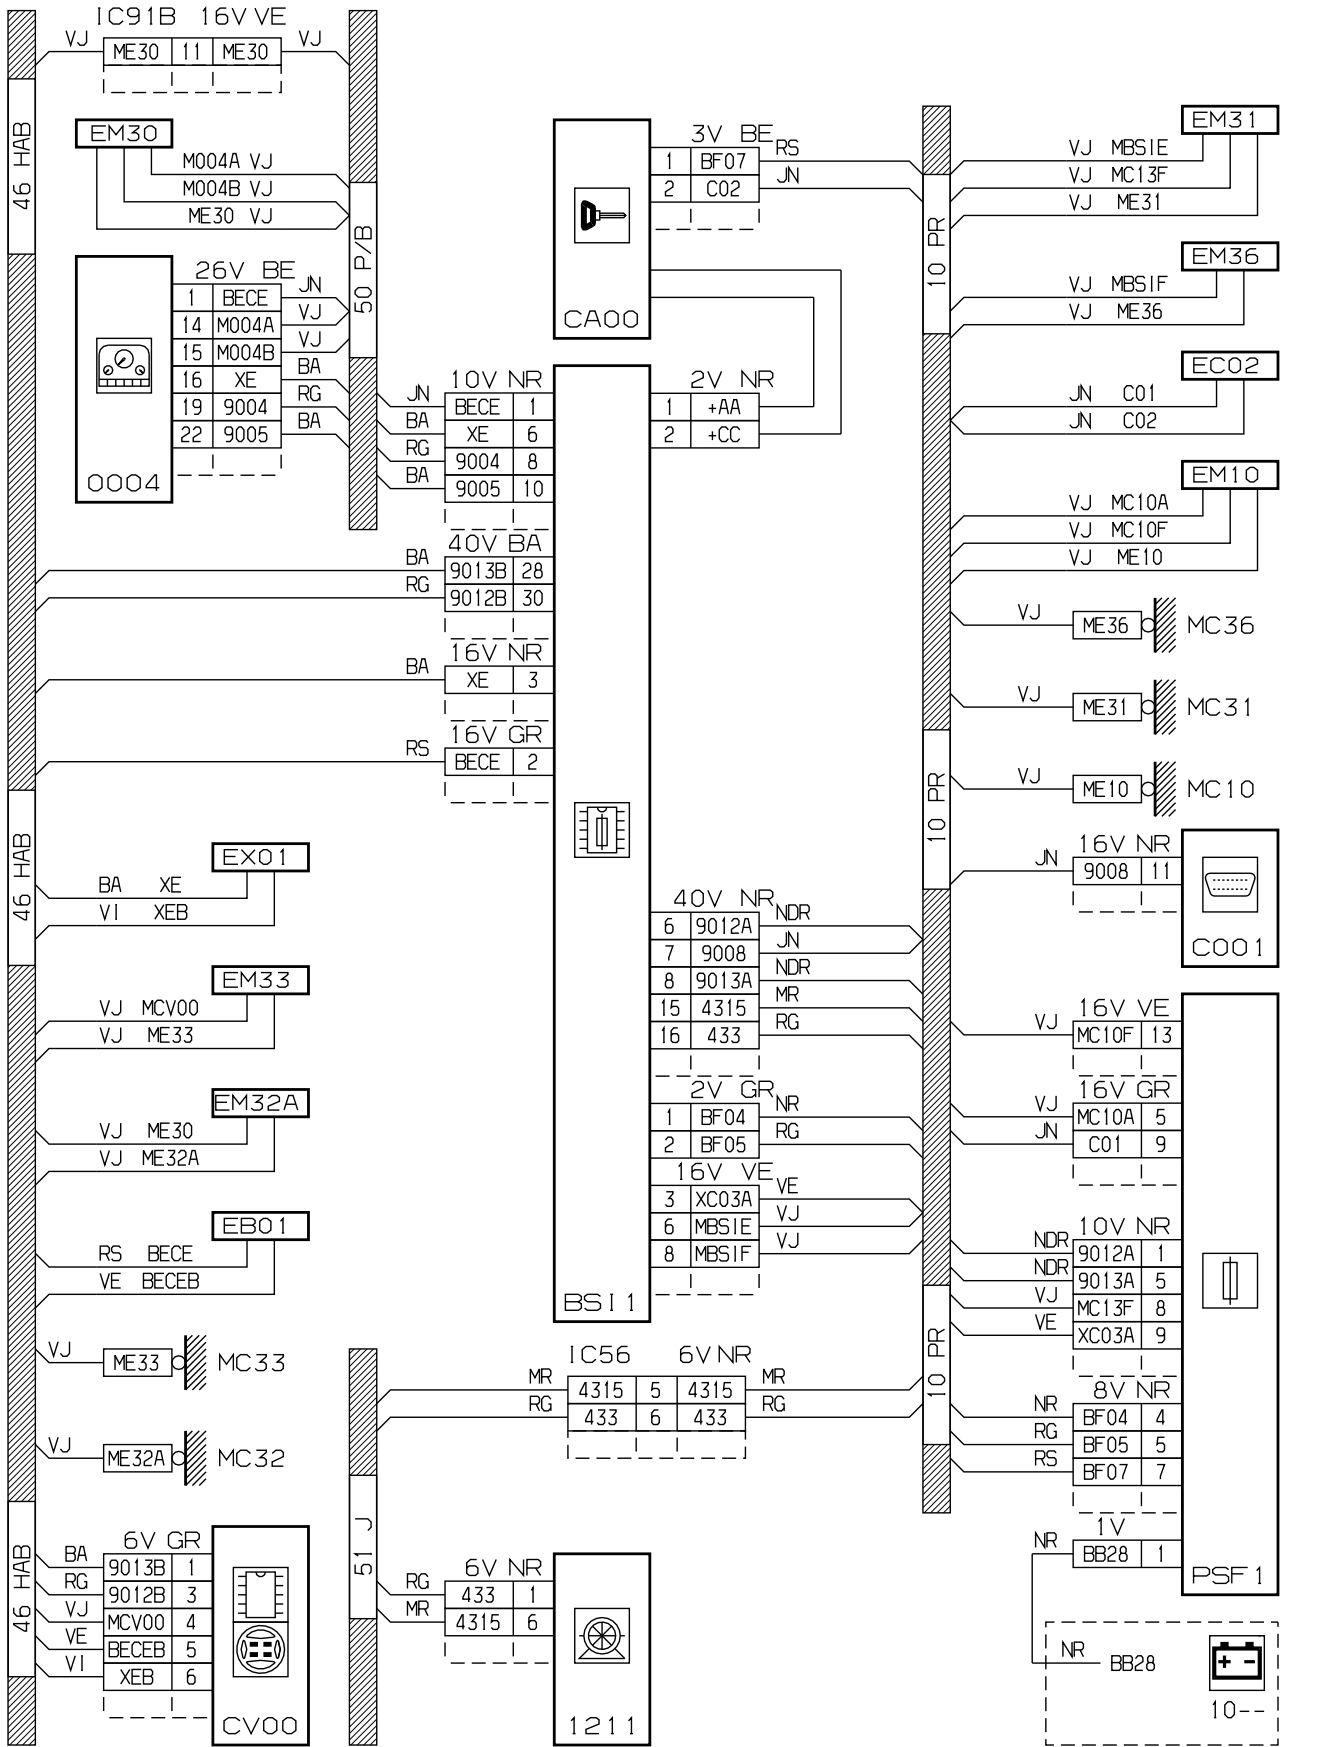 IC91B 16V VE
VJ ME30 11 ME30 VJ
46 HAB
EM30
M004A VJ
M004B VJ
ME30 VJ
50 P/B
26V BE
1 BECE JN
14 M004A VJ
15 M004B VJ
16 XE BA
19 9004 RG
22 9005 BA
0004
CA00
3V BE
1 BF07 RS
2 C02 JN
10V NR
JN BECE 1
BA XE 6
RG 9004 8
BA 9005 10
2V NR
1 +AA
2 +CC
40V BA
BA 9013B 28
RG 9012B 30
16V NR
BA XE 3
16V GR
RS BECE 2
46 HAB
EX01
BA XE
VI XEB
EM33
VJ MCV00
VJ ME33
EM32A
VJ ME30
VJ ME32A
EB01
RS BECE
VE BECEB
VJ ME33 MC33
VJ ME32A MC32
46 HAB
6V GR
BA 9013B 1
RG 9012B 3
VJ MCV00 4
VE BECEB 5
VI XEB 6
CV00
40V NR
6 9012A NDR
7 9008 JN
8 9013A NDR
15 4315 MR
16 433 RG
2V GR
1 BF04 NR
2 BF05 RG
16V VE
3 XC03A VE
6 MBSIE VJ
8 MBSIF VJ
BSI1
IC56 6V NR
MR 4315 5 4315 MR
RG 433 6 433 RG
51 J
6V NR
RG 433 1
MR 4315 6
1211
10 PR
EM31
VJ MBSIE
VJ MC13F
VJ ME31
EM36
VJ MBSIF
VJ ME36
EC02
JN C01
JN C02
EM10
VJ MC10A
VJ MC10F
VJ ME10
VJ ME36 MC36
VJ ME31 MC31
10 PR
VJ ME10 MC10
16V NR
JN 9008 11
C001
16V VE
VJ MC10F 13
16V GR
VJ MC10A 5
JN C01 9
10V NR
NDR 9012A 1
NDR 9013A 5
VJ MC13F 8
VE XC03A 9
10 PR
8V NR
NR BF04 4
RG BF05 5
RS BF07 7
1V
NR BB28 1
PSF1
NR BB28
+ -
10--